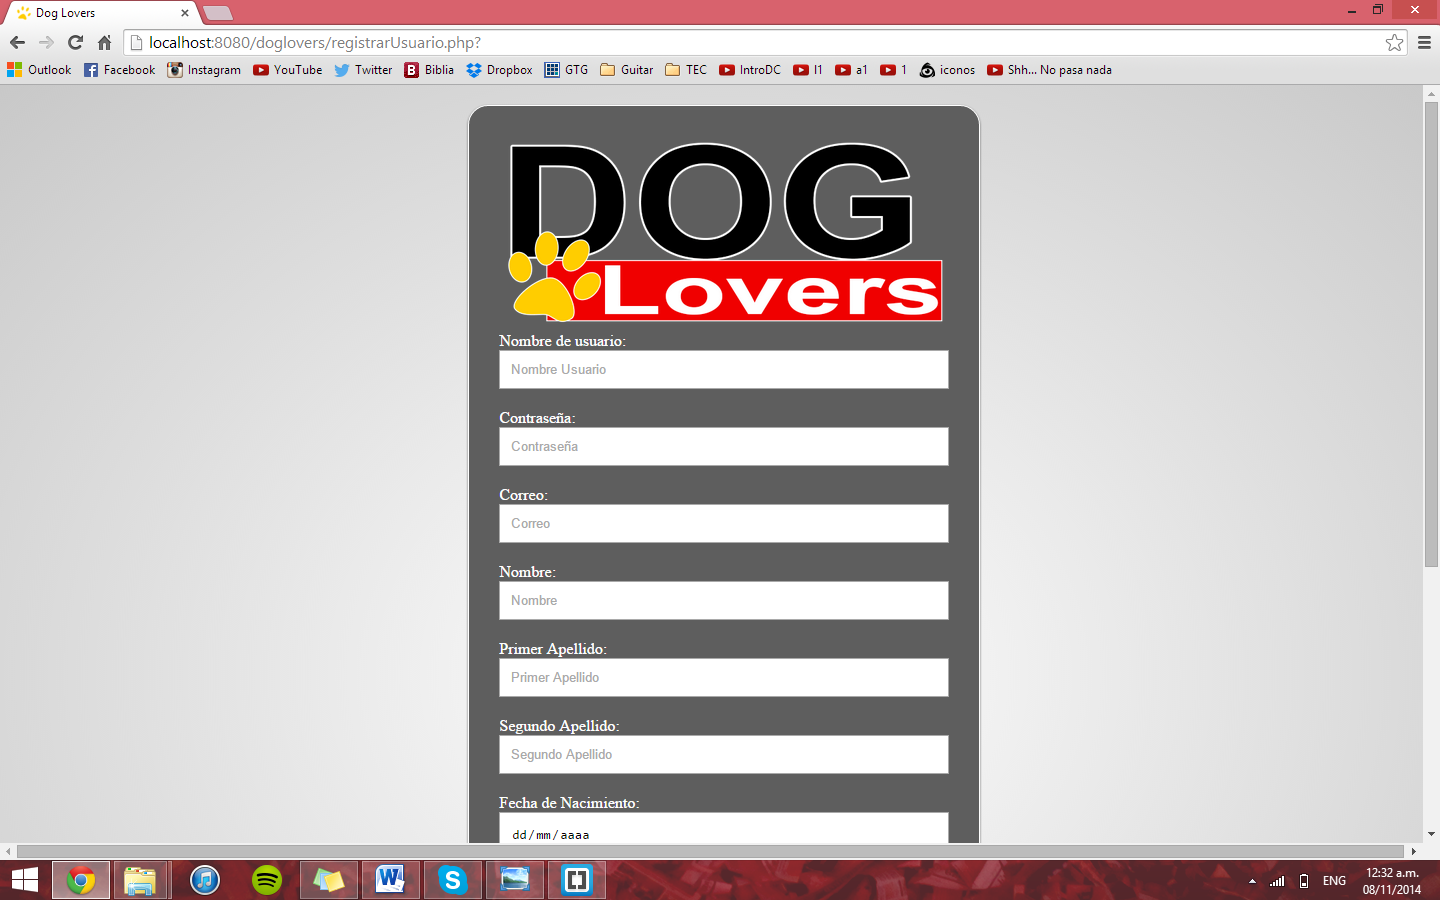 Dog Lovers
localhost:8080/doglovers/registrarUsuario.php?
Outlook Facebook Instagram YouTube Twitter Biblia Dropbox GTG Guitar TEC IntroDC I1 a1 1 iconos Shh... No pasa nada
DOG
Lovers
Nombre de usuario:
Nombre Usuario
Contraseña:
Contraseña
Correo:
Correo
Nombre:
Nombre
Primer Apellido:
Primer Apellido
Segundo Apellido:
Segundo Apellido
Fecha de Nacimiento:
dd/mm/aaaa
ENG
12:32 a.m.
08/11/2014